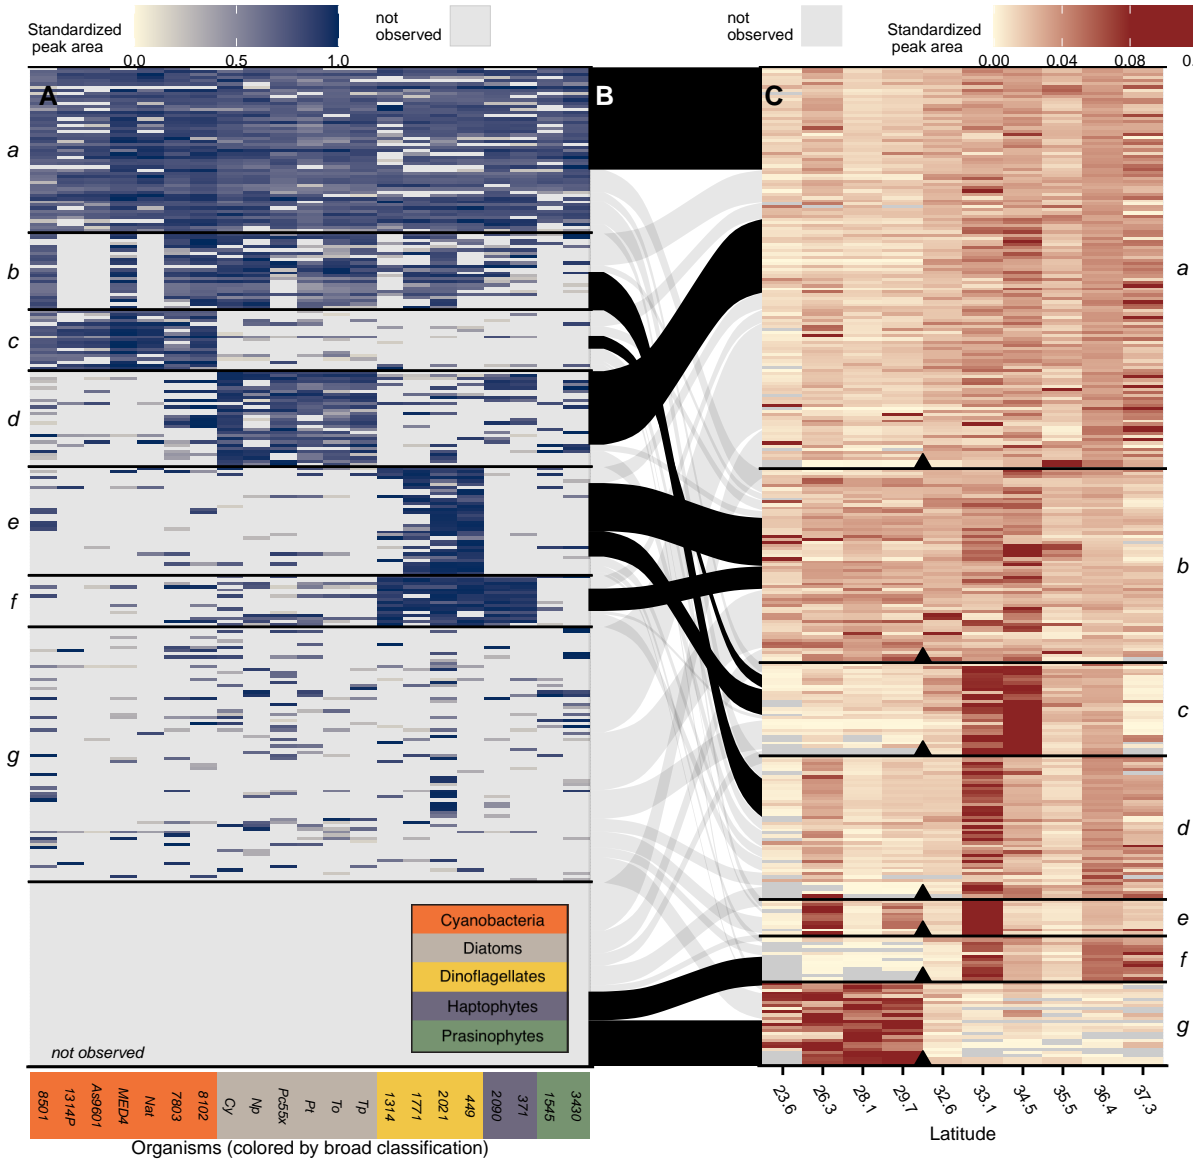 Standardized
peak area
0.0 0.5 1.0
not
observed
not
observed
Standardized
peak area
0.00 0.04 0.08 0.
A
B
C
a
b
c
d
e
f
g
a
b
c
d
e
f
g
Cyanobacteria
Diatoms
Dinoflagellates
Haptophytes
Prasinophytes
not observed
8501 1314P As9601 MED4 Nat 7803 8102 Cy Np Pc55x Pt To Tp 1314 1771 2021 449 2090 371 1545 3430
Organisms (colored by broad classification)
23.6 26.3 28.1 29.7 32.6 33.1 34.5 35.5 36.4 37.3
Latitude